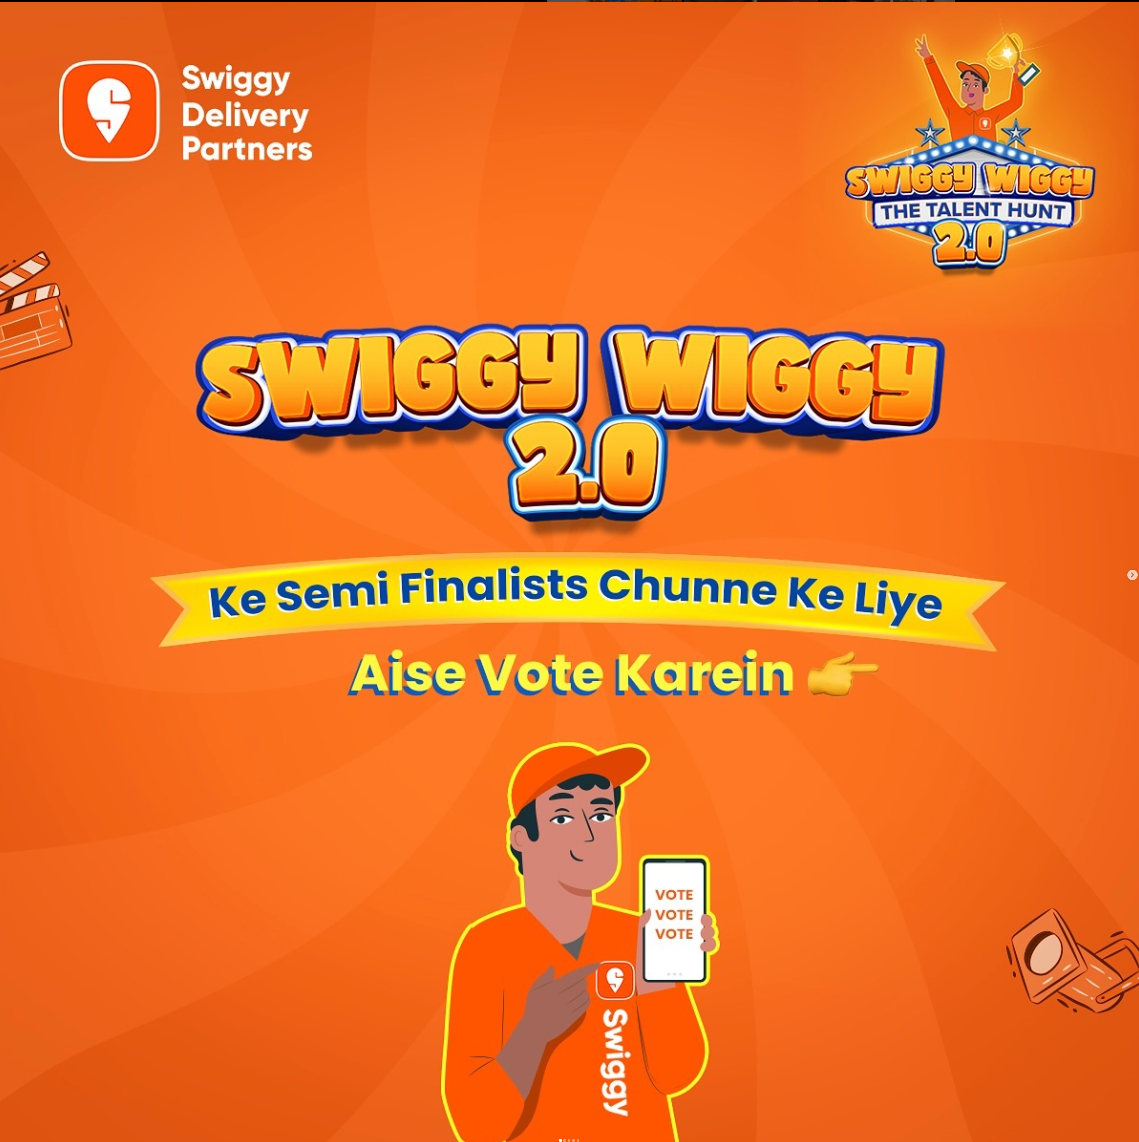 Swiggy
Delivery
Partners
SWIGGY WIGGY
THE TALENT HUNT
2.0
SWIGGY WIGGY
2.0
Ke Semi Finalists Chunne Ke Liye
Aise Vote Karein
VOTE
VOTE
VOTE
Swiggy